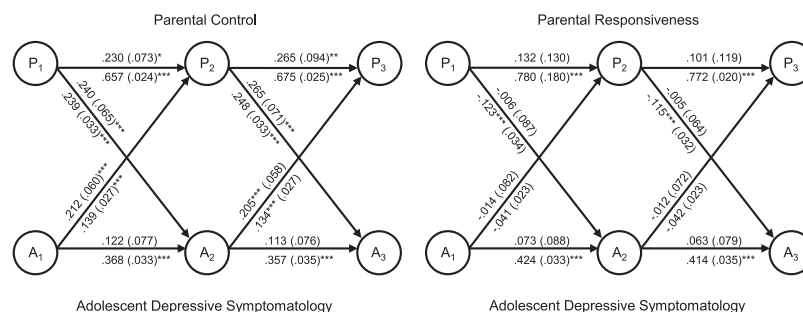 Parental Control
P1
.230 (.073)*
.657 (.024)***
P2
.265 (.094)**
.675 (.025)***
P3
.240 (.065)***
.239 (.033)***
.265 (.071)***
.248 (.033)***
.212 (.060)***
.139 (.027)***
.205*** (.058)
.134*** (.027)
A1
.122 (.077)
.368 (.033)***
A2
.113 (.076)
.357 (.035)***
A3
Adolescent Depressive Symptomatology
Parental Responsiveness
P1
.132 (.130)
.780 (.180)***
P2
.101 (.119)
.772 (.020)***
P3
-.006 (.087)
-.123*** (.034)
-.005 (.064)
-.115*** (.032)
-.014 (.082)
-.041 (.023)
-.012 (.072)
-.042 (.023)
A1
.073 (.088)
.424 (.033)***
A2
.063 (.079)
.414 (.035)***
A3
Adolescent Depressive Symptomatology